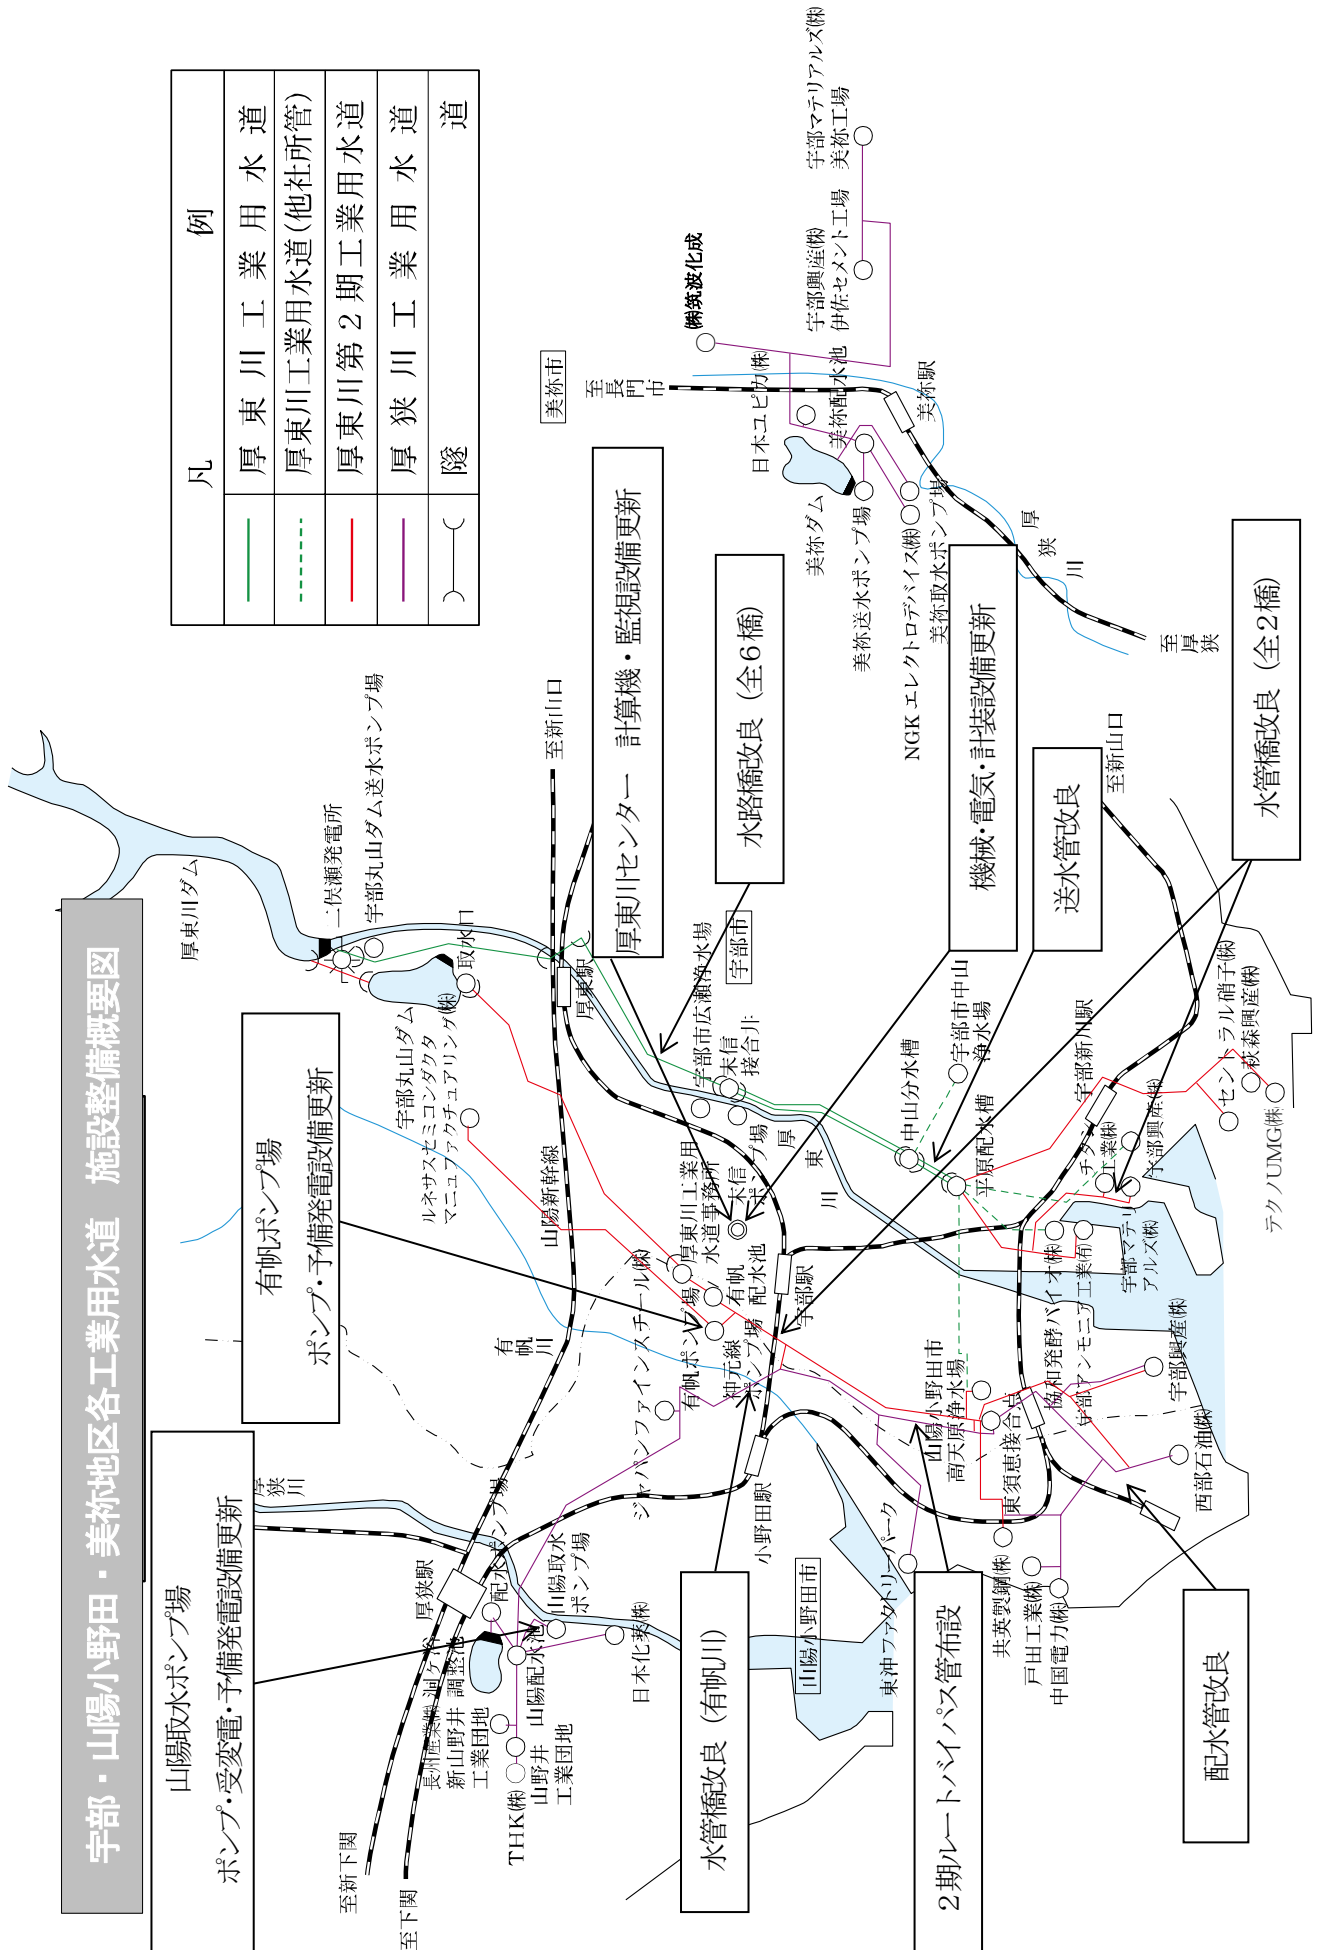 宇部・山陽小野田・美祢地区各工業用水道　施設整備概要図
凡例
厚東川工業用水道
厚東川工業用水道(他社所管)
厚東川第２期工業用水道
厚狭川工業用水道
隧道
山陽取水ポンプ場
ポンプ・受変電・予備発電設備更新
有帆ポンプ場
ポンプ・予備発電設備更新
厚東川センター　計算機・監視設備更新
水路橋改良（全６橋）
機械・電気・計装設備更新
送水管改良
水管橋改良（全２橋）
水管橋改良（有帆川）
２期ルートバイパス管布設
配水管改良
厚東川ダム
二俣瀬発電所
宇部丸山ダム送水ポンプ場
取水口
宇部丸山ダム
ルネサスセミコンダクタ
マニュファクチュアリング㈱
至新山口
厚東駅
山陽新幹線
宇部市
宇部市広瀬浄水場
末信
接合井
厚東川工業用
水道事務所
末信
ポンプ場
厚
東
川
中山分水槽
宇部市中山
浄水場
平原配水槽
宇部新川駅
至新山口
チタン
工業㈱
宇部興産㈱
セントラル硝子㈱
萩森興産㈱
テクノUMG㈱
宇部マテリ
アルズ㈱
協和発酵バイオ㈱
宇部アンモニア工業㈲
宇部興産㈱
西部石油㈱
有帆
配水池
有帆ポンプ場
沖元線
ポンプ場
宇部駅
ジャパンファインスチール㈱
有
帆
川
小野田駅
山陽小野田市
高天原浄水場
東須恵接合点
山陽小野田市
東沖ファクトリーパーク
共英製鋼㈱
戸田工業㈱
中国電力㈱
厚
狭
川
厚狭駅
配水ポンプ場
山陽取水
ポンプ場
日本化薬㈱
山陽配水池
河ヶ谷
調整池
長州産業㈱
新山野井
工業団地
山野井
工業団地
THK㈱
至新下関
至下関
美祢市
至
長
門
市
㈱筑波化成
日本ユピカ㈱
美祢配水池
美祢ダム
美祢送水ポンプ場
NGKエレクトロデバイス㈱
美祢取水ポンプ場
美祢駅
宇部興産㈱
伊佐セメント工場
宇部マテリアルズ㈱
美祢工場
厚
狭
川
至
厚
狭